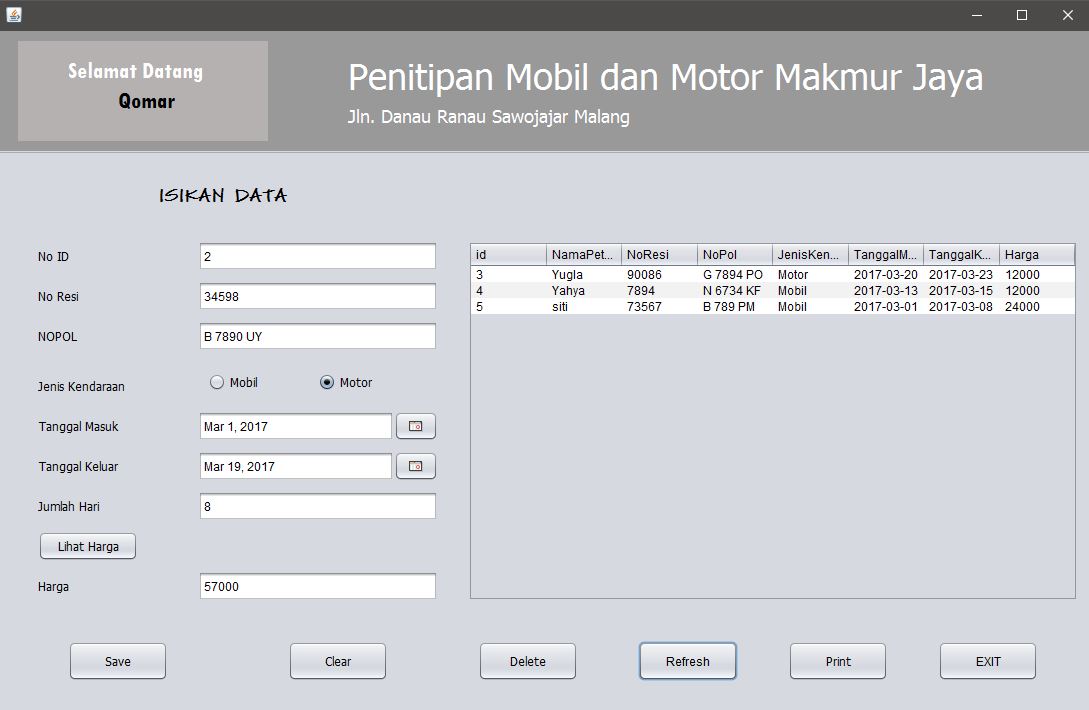 Selamat Datang
Qomar
Penitipan Mobil dan Motor Makmur Jaya
Jln. Danau Ranau Sawojajar Malang
ISIKAN DATA
No ID 2
No Resi 34598
NOPOL B 7890 UY
Jenis Kendaraan Mobil Motor
Tanggal Masuk Mar 1, 2017
Tanggal Keluar Mar 19, 2017
Jumlah Hari 8
Lihat Harga
Harga 57000
id NamaPet... NoResi NoPol JenisKen... TanggalM... TanggalK... Harga
3 Yugla 90086 G 7894 PO Motor 2017-03-20 2017-03-23 12000
4 Yahya 7894 N 6734 KF Mobil 2017-03-13 2017-03-15 12000
5 siti 73567 B 789 PM Mobil 2017-03-01 2017-03-08 24000
Save Clear Delete Refresh Print EXIT